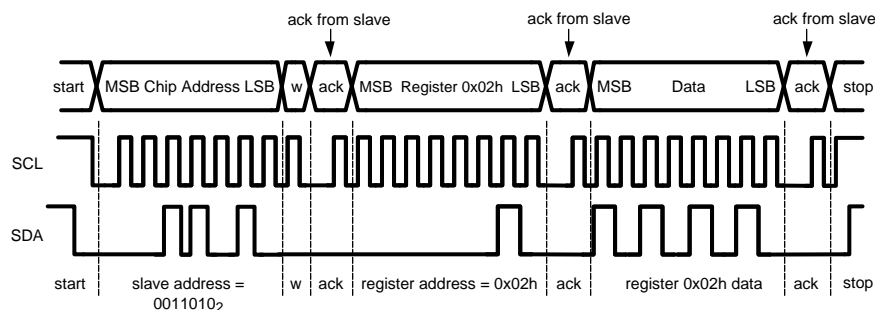 ack from slave ack from slave ack from slave
start MSB Chip Address LSB w ack MSB Register 0x02h LSB ack MSB Data LSB ack stop
SCL
SDA
start slave address = w ack register address = 0x02h ack register 0x02h data ack stop
0011010₂